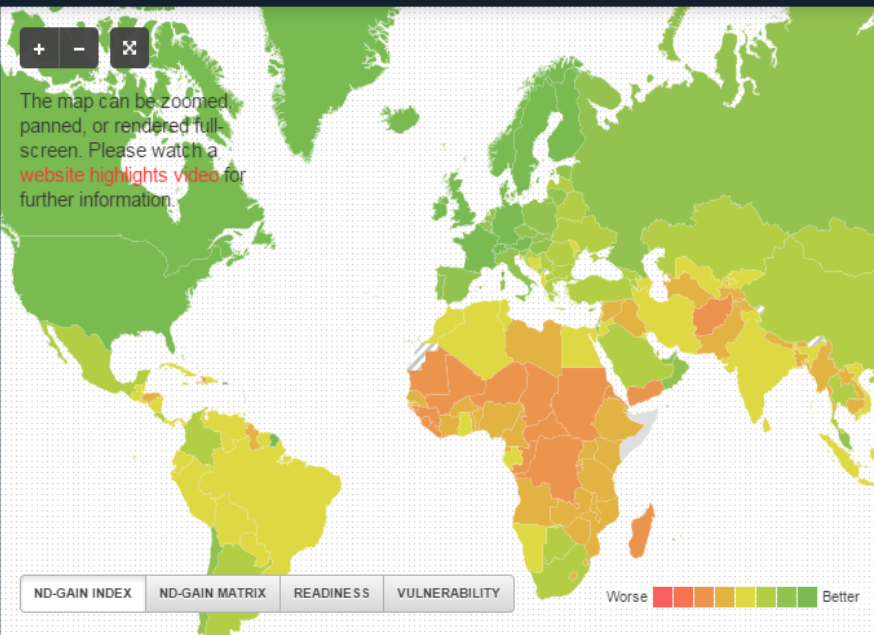 + −
The map can be zoomed,
panned, or rendered full-
screen. Please watch a
website highlights video for
further information.
ND-GAIN INDEX ND-GAIN MATRIX READINESS VULNERABILITY
Worse Better